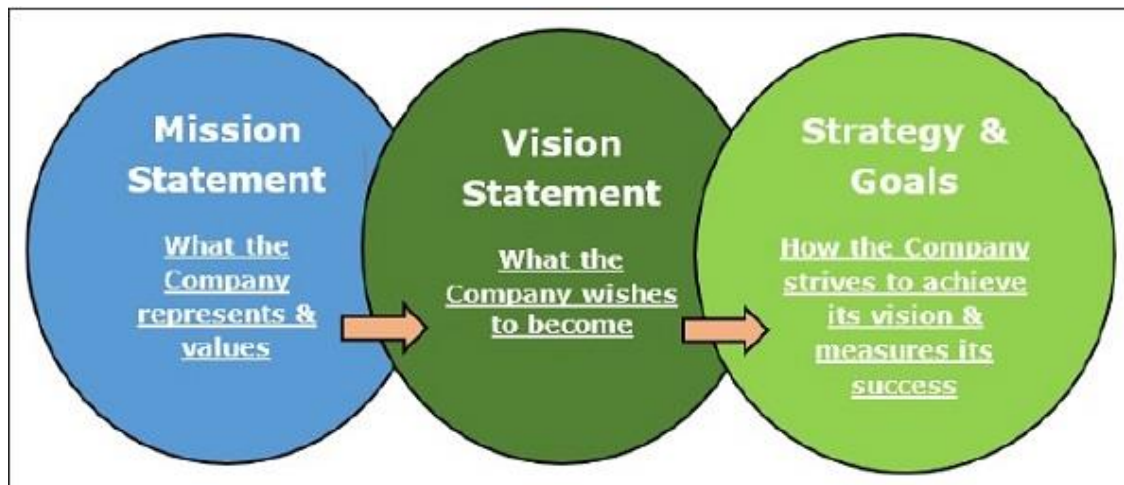 Mission
Statement
What the
Company
represents &
values
Vision
Statement
What the
Company wishes
to become
Strategy &
Goals
How the Company
strives to achieve
its vision &
measures its
success